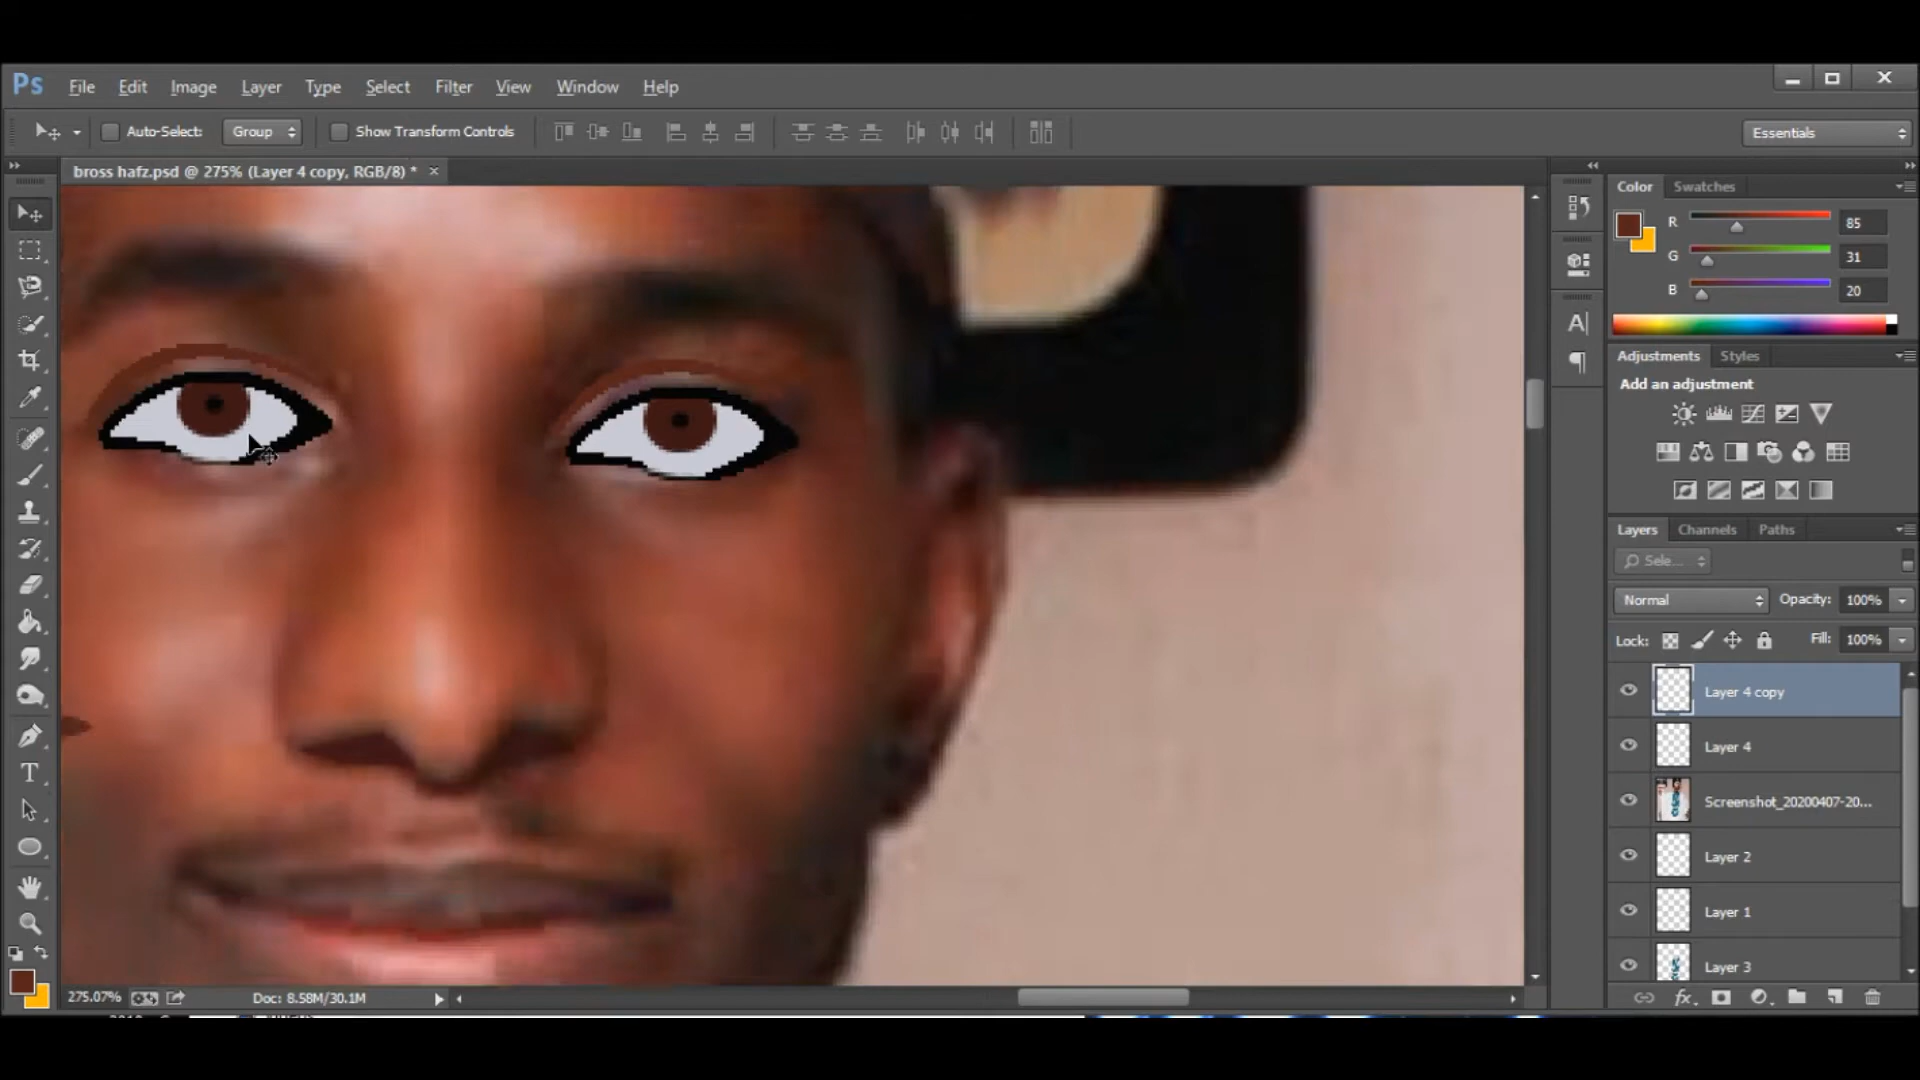 Ps File Edit Image Layer Type Select Filter View Window Help
Auto-Select: Group Show Transform Controls Essentials
bross hafz.psd @ 275% (Layer 4 copy, RGB/8) * ×
Color Swatches
R 85
G 31
B 20
Adjustments Styles
Add an adjustment
Layers Channels Paths
Sele...
Normal Opacity: 100%
Lock: Fill: 100%
Layer 4 copy
Layer 4
Screenshot_20200407-20...
Layer 2
Layer 1
Layer 3
275.07% Doc: 8.58M/30.1M